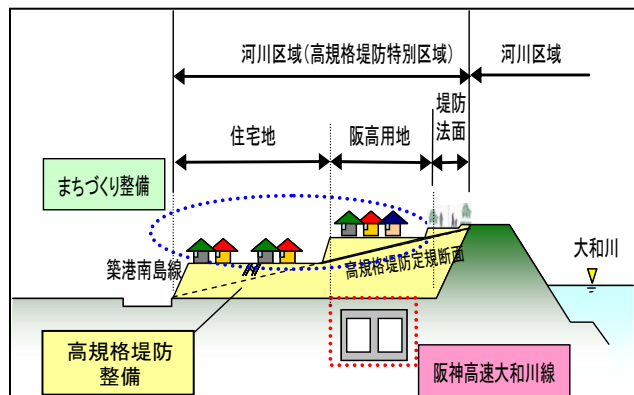 河川区域(高規格堤防特別区域)
河川区域
堤防
法面
住宅地
阪高用地
まちづくり整備
築港南島線
高規格堤防定規断面
大和川
高規格堤防
整備
阪神高速大和川線